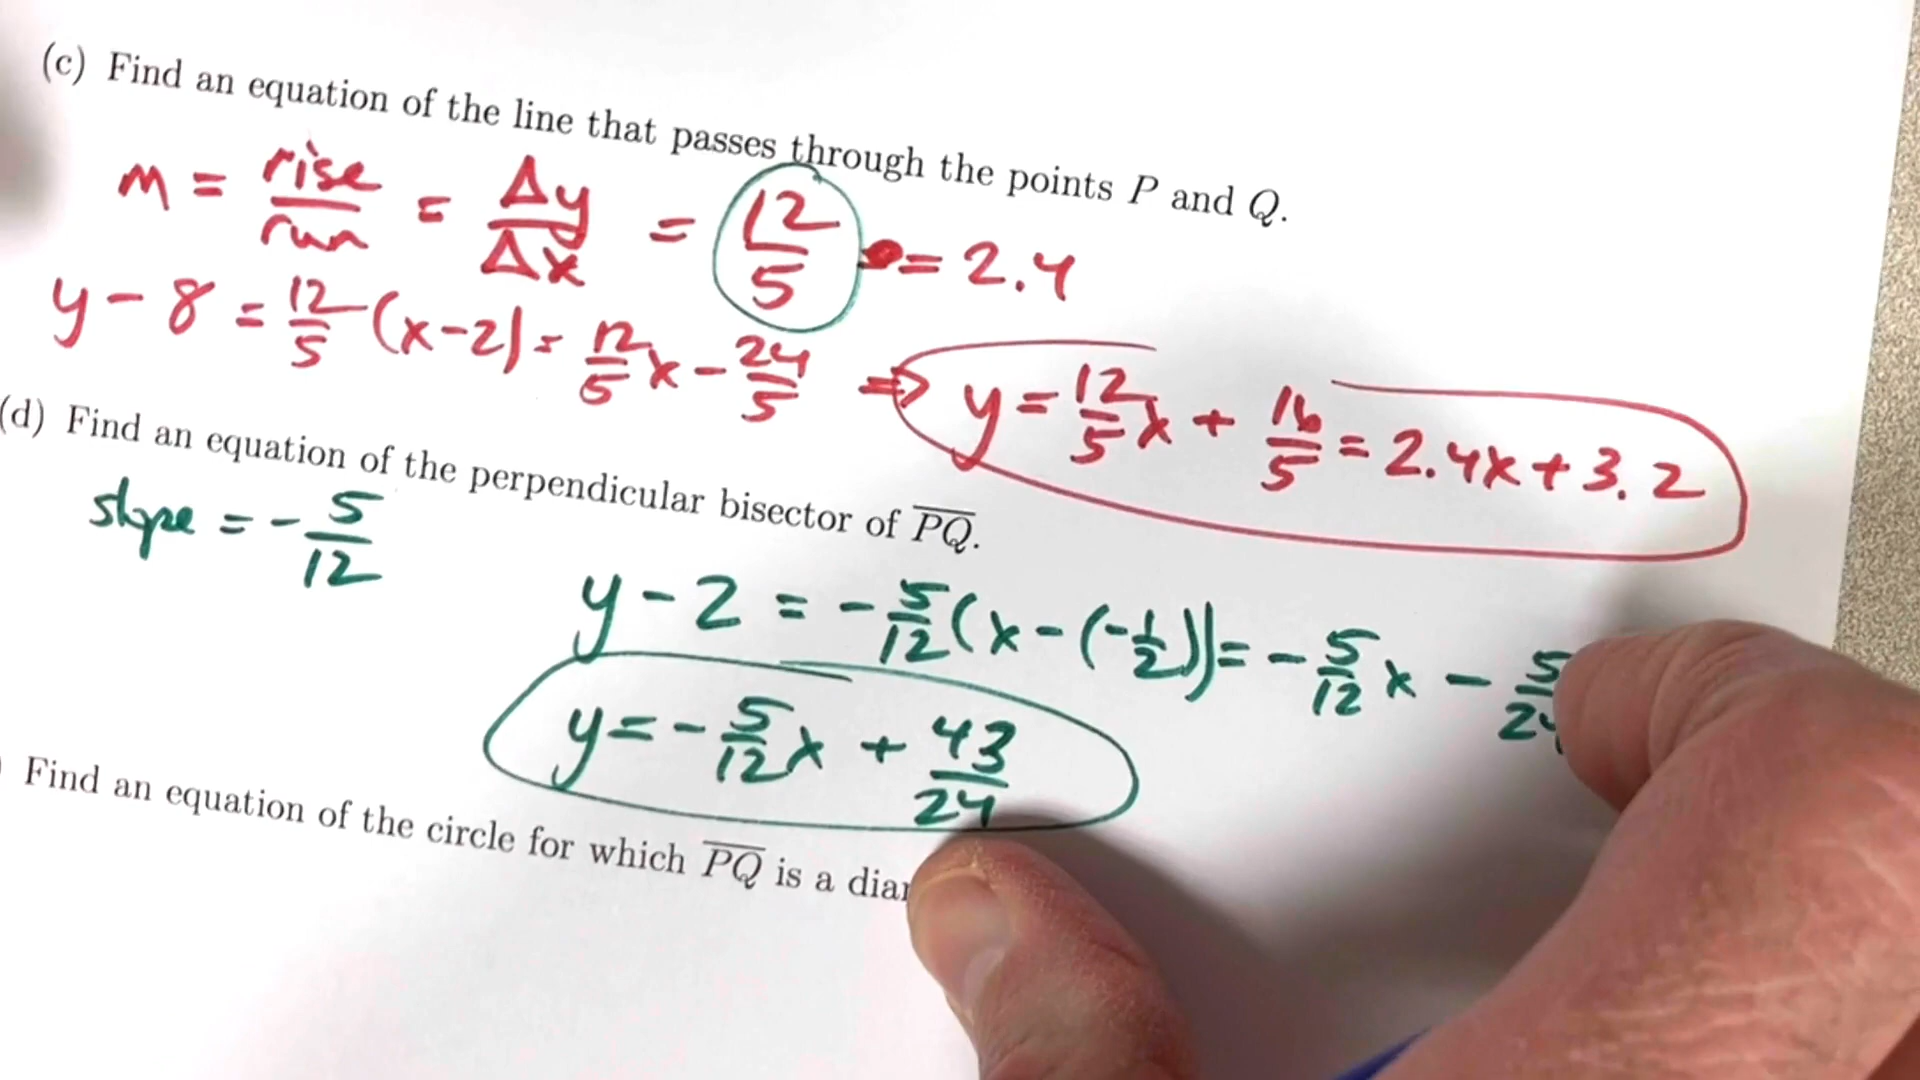 (c) Find an equation of the line that passes through the points P and Q.
m = rise/run = Δy/Δx = 12/5 = 2.4
y - 8 = 12/5 (x-2) = 12/5 x - 24/5 ⇒ y = 12/5 x + 16/5 = 2.4x + 3.2
(d) Find an equation of the perpendicular bisector of P̅Q̅.
slope = -5/12
y - 2 = -5/12 (x - (-1/2)) = -5/12 x - 5/24
y = -5/12 x + 43/24
) Find an equation of the circle for which P̅Q̅ is a